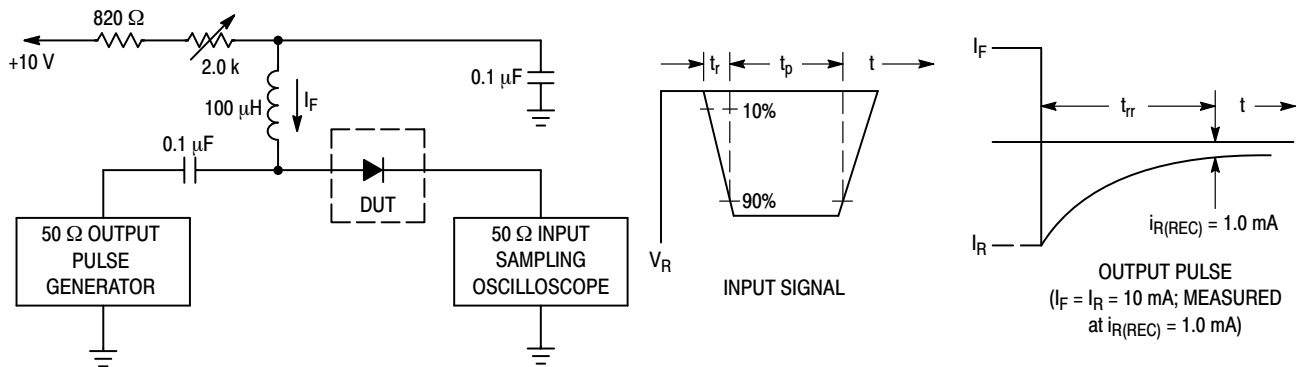 820 Ω
+10 V
2.0 k
0.1 µF
100 µH
I_F
0.1 µF
DUT
50 Ω OUTPUT
PULSE
GENERATOR
50 Ω INPUT
SAMPLING
OSCILLOSCOPE
t_r
t_p
t
10%
90%
V_R
INPUT SIGNAL
I_F
t_rr
t
I_R
i_R(REC) = 1.0 mA
OUTPUT PULSE
(I_F = I_R = 10 mA; MEASURED
at i_R(REC) = 1.0 mA)